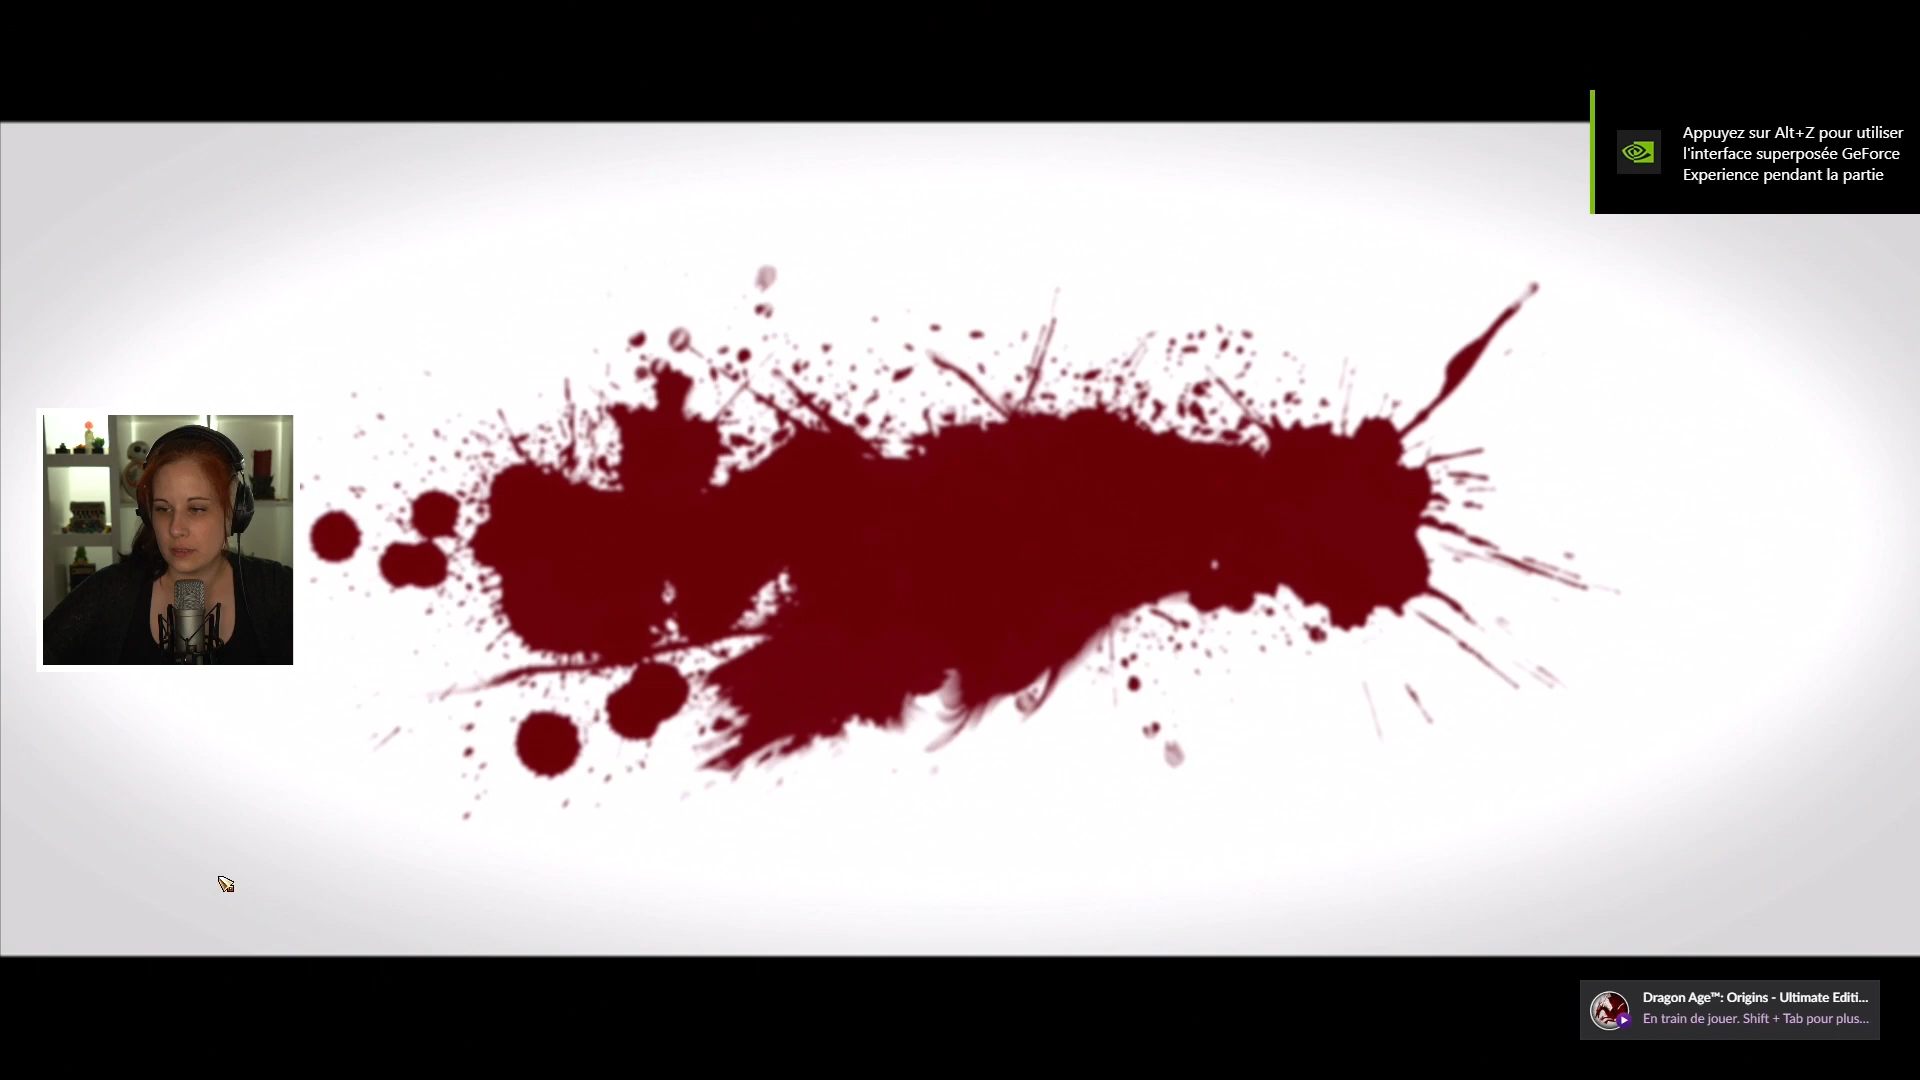 Appuyez sur Alt+Z pour utiliser
l'interface superposée GeForce
Experience pendant la partie
Dragon Age™: Origins - Ultimate Editi...
En train de jouer. Shift + Tab pour plus...